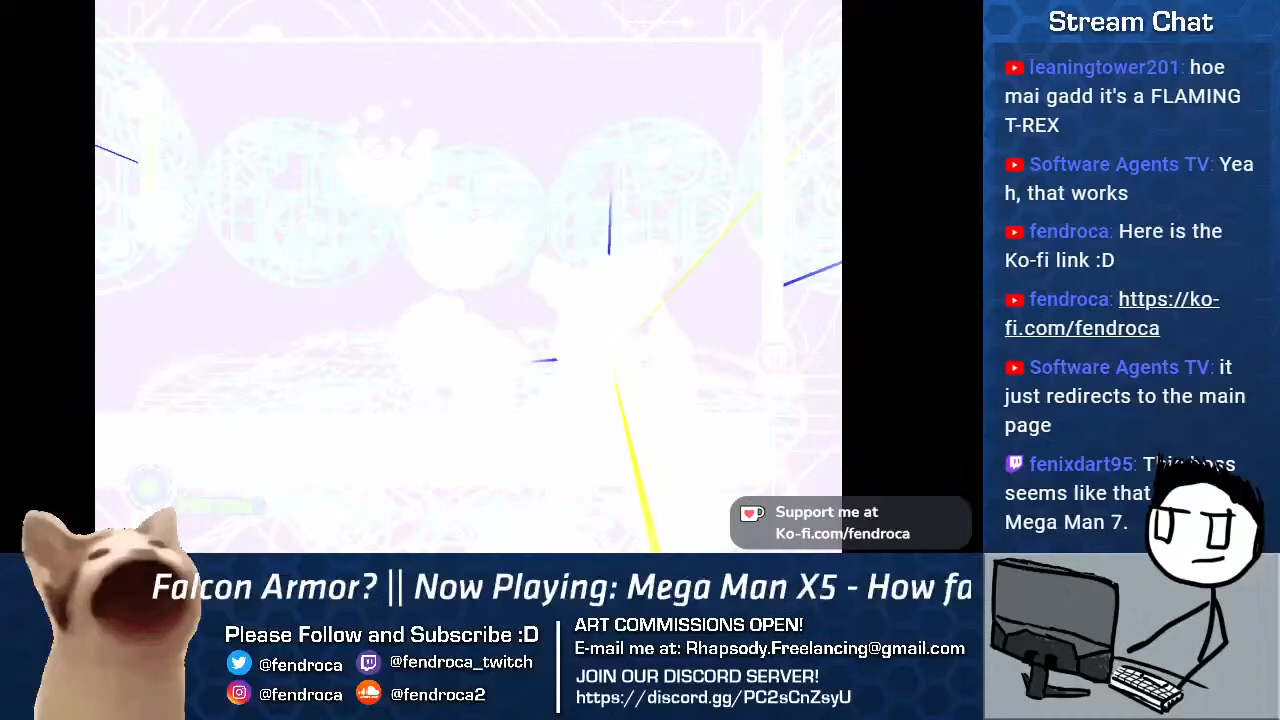 Stream Chat
leaningtower201: hoe
mai gadd it's a FLAMING
T-REX
Software Agents TV: Yea
h, that works
fendroca: Here is the
Ko-fi link :D
fendroca: https://ko-
fi.com/fendroca
Software Agents TV: it
just redirects to the main
page
fenixdart95: This boss
seems like that
Mega Man 7.
Support me at
Ko-fi.com/fendroca
Falcon Armor? || Now Playing: Mega Man X5 - How fa
Please Follow and Subscribe :D
@fendroca
@fendroca_twitch
@fendroca
@fendroca2
ART COMMISSIONS OPEN!
E-mail me at: Rhapsody.Freelancing@gmail.com
JOIN OUR DISCORD SERVER!
https://discord.gg/PC2sCnZsyU